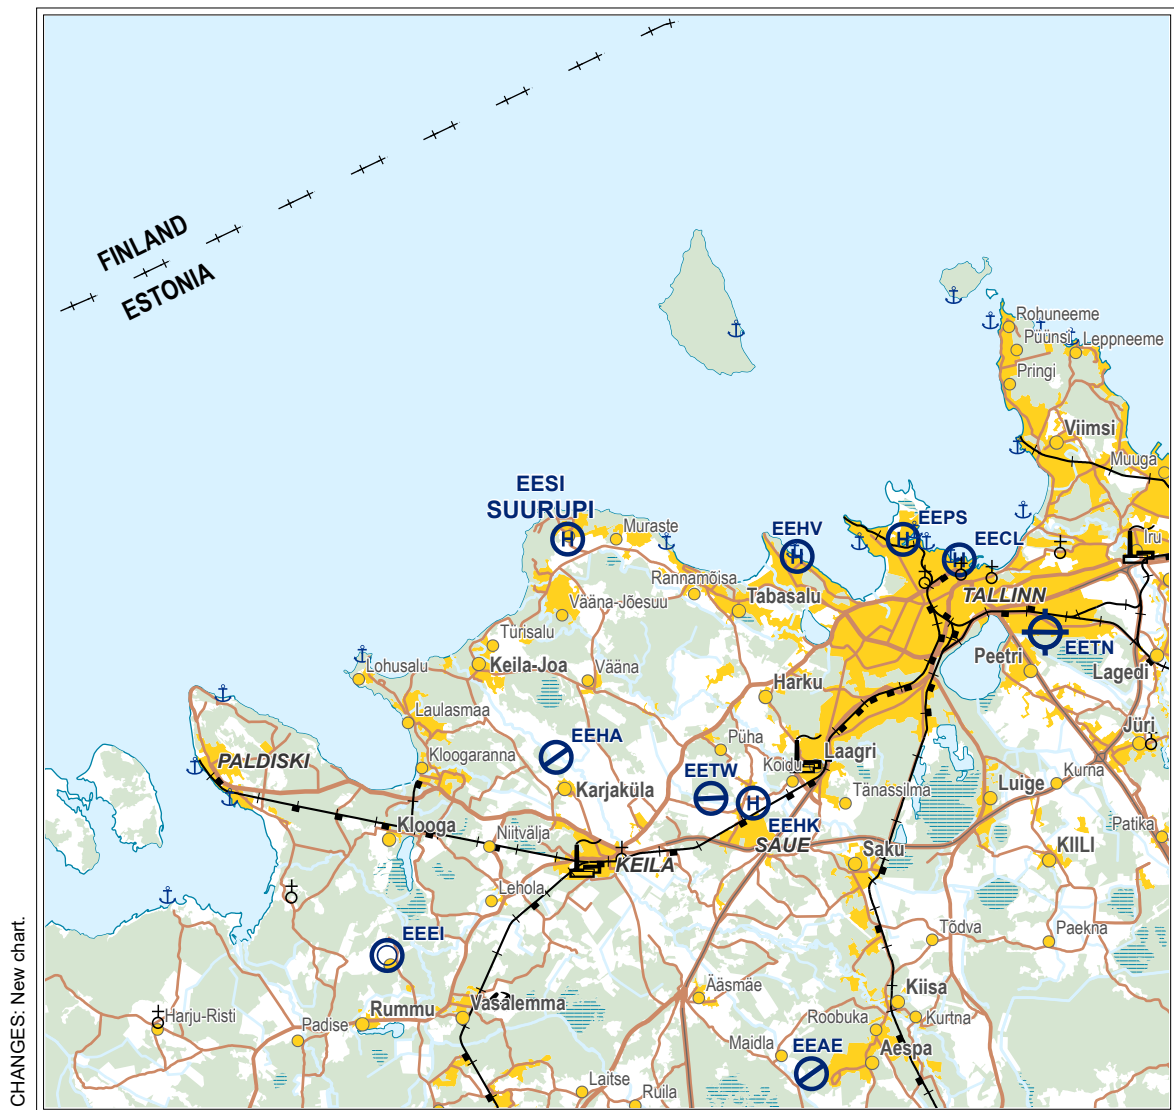 FINLAND
ESTONIA
Rohuneeme
Püünsi
Leppneeme
Pringi
Viimsi
Muuga
EESI
SUURUPI
H
Muraste
EEHV
H
EEPS
H
EECL
H
Iru
Rannamõisa
Tabasalu
TALLINN
Vääna-Jõesuu
Turisalu
EETN
Peetri
Lagedi
Keila-Joa
Vääna
Lohusalu
Harku
Laulasmaa
Jüri
EEHA
Püha
Laagri
PALDISKI
Kloogaranna
Koidu
EETW
H
Karjaküla
Luige
Kurna
Tänassilma
EEHK
Klooga
Niitvälja
SAUE
Patika
KEILA
Saku
KIILI
Lehola
EEEI
Tõdva
Paekna
Ääsmäe
Rummu
Vasalemma
Kiisa
Harju-Risti
Padise
Roobuka
Kurtna
Maidla
EEAE
Aespa
Laitse
Ruila
CHANGES: New chart.